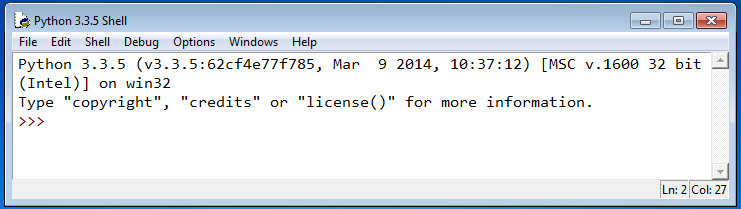 Python 3.3.5 Shell
File Edit Shell Debug Options Windows Help
Python 3.3.5 (v3.3.5:62cf4e77f785, Mar  9 2014, 10:37:12) [MSC v.1600 32 bit
(Intel)] on win32
Type "copyright", "credits" or "license()" for more information.
>>>
Ln: 2 Col: 27